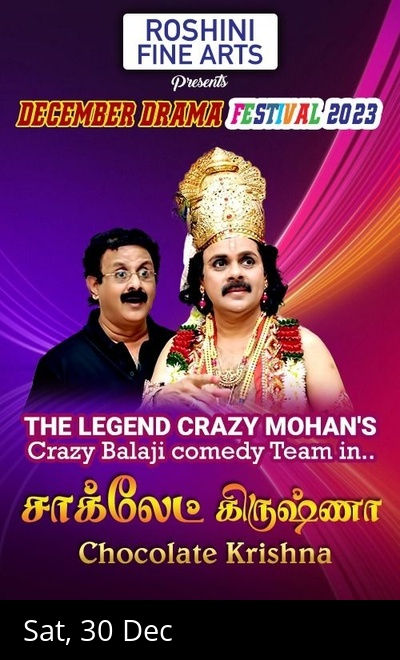 ROSHINI
FINE ARTS
Presents
DECEMBER DRAMA FESTIVAL 2023
THE LEGEND CRAZY MOHAN'S
Crazy Balaji comedy Team in..
சாக்லேட் கிருஷ்ணா
Chocolate Krishna
Sat, 30 Dec